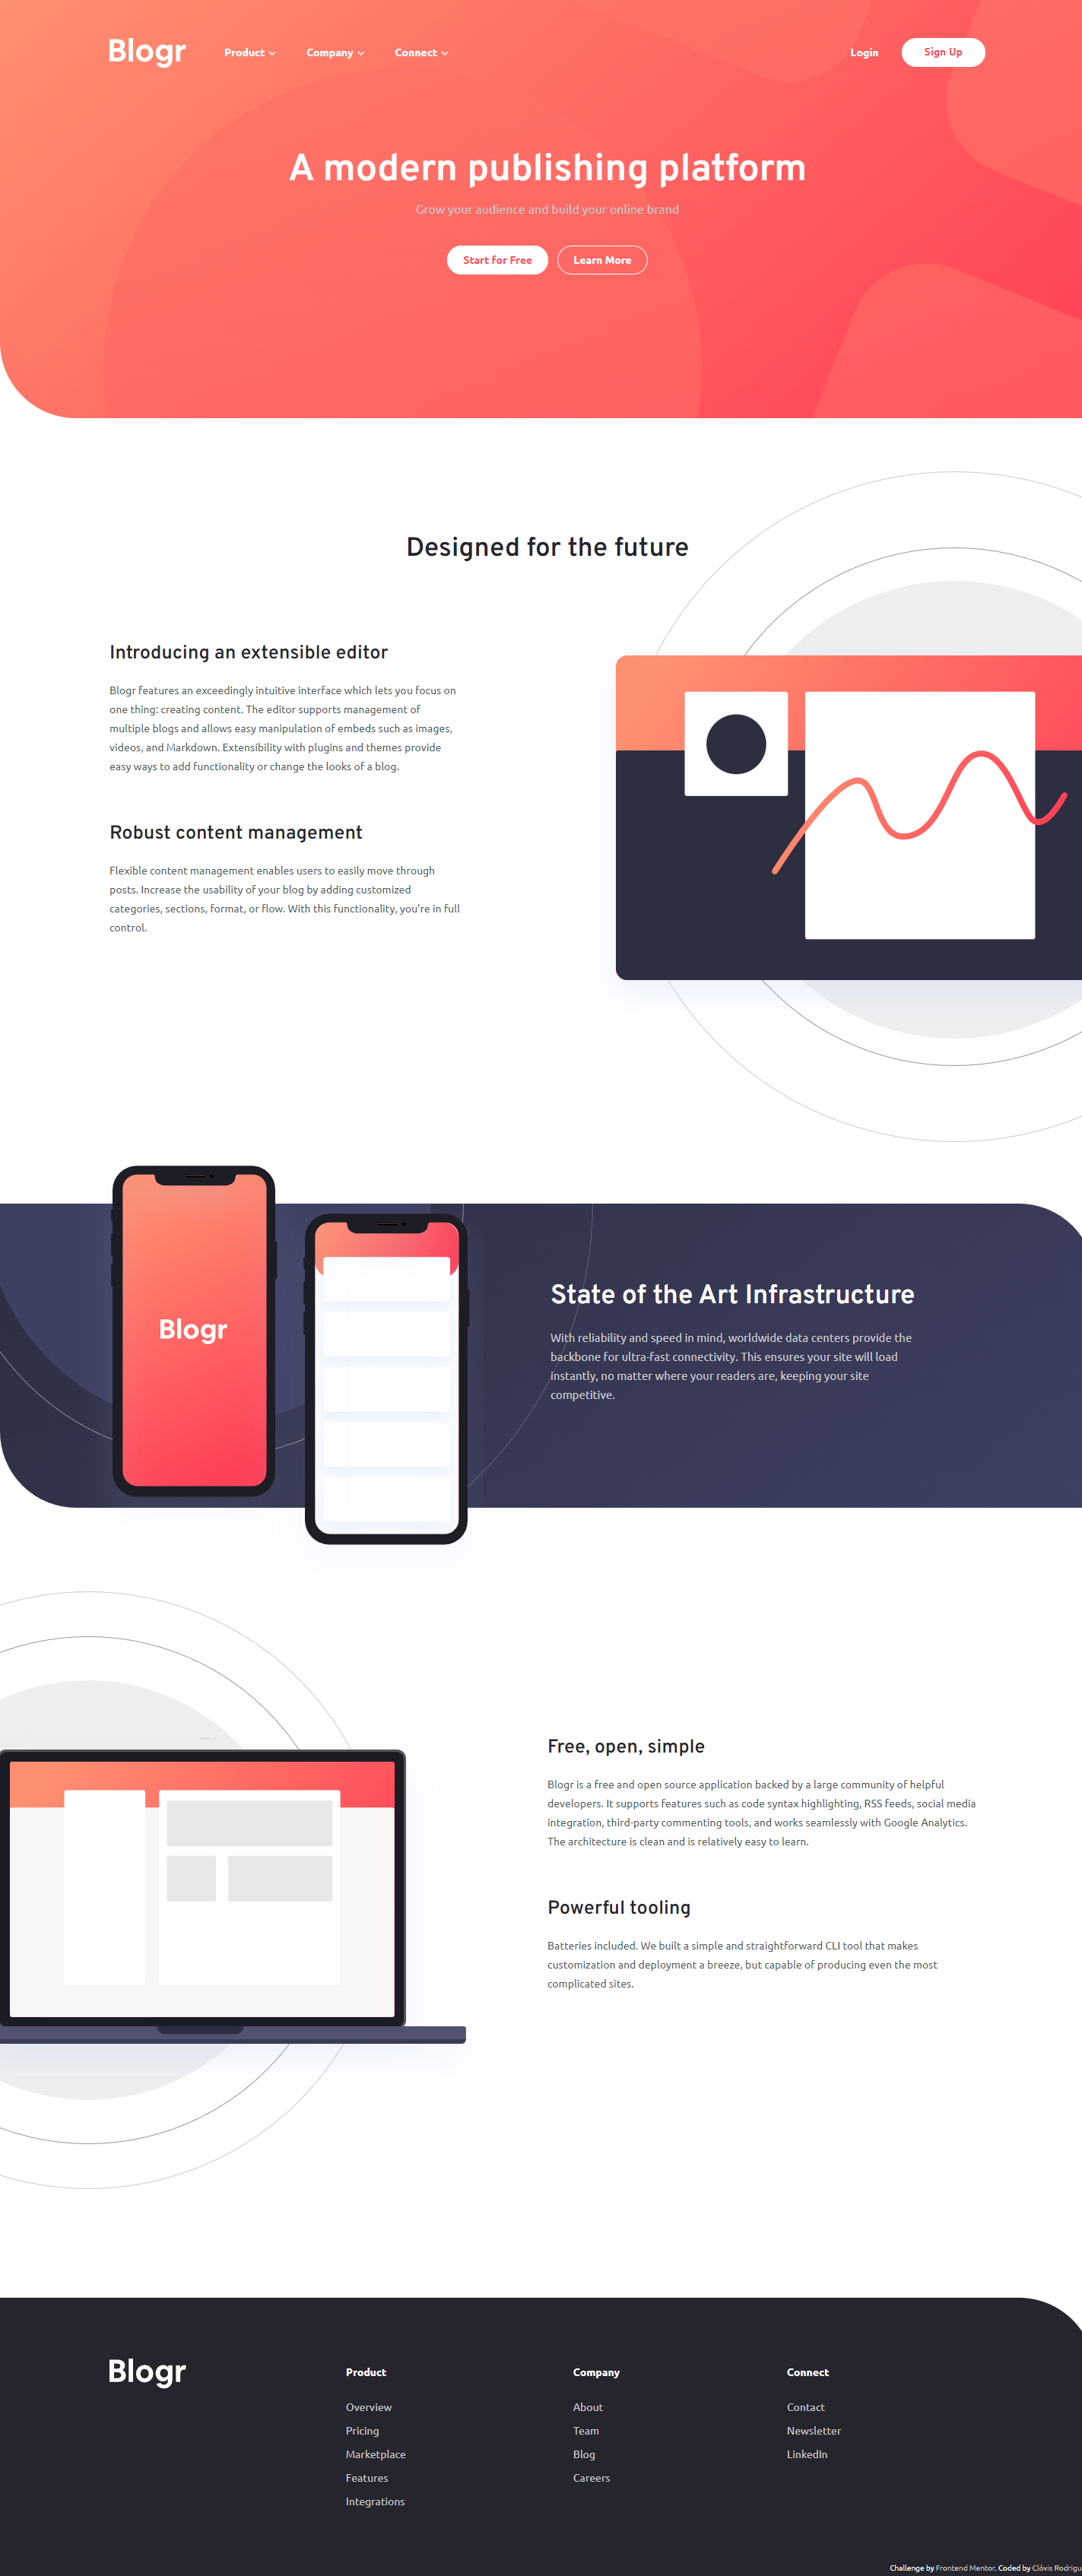 Blogr Product Company Connect Login Sign Up
A modern publishing platform
Grow your audience and build your online brand
Start for Free Learn More
Designed for the future
Introducing an extensible editor
Blogr features an exceedingly intuitive interface which lets you focus on
one thing: creating content. The editor supports management of
multiple blogs and allows easy manipulation of embeds such as images,
videos, and Markdown. Extensibility with plugins and themes provide
easy ways to add functionality or change the looks of a blog.
Robust content management
Flexible content management enables users to easily move through
posts. Increase the usability of your blog by adding customized
categories, sections, format, or flow. With this functionality, you're in full
control.
Blogr
State of the Art Infrastructure
With reliability and speed in mind, worldwide data centers provide the
backbone for ultra-fast connectivity. This ensures your site will load
instantly, no matter where your readers are, keeping your site
competitive.
Free, open, simple
Blogr is a free and open source application backed by a large community of helpful
developers. It supports features such as code syntax highlighting, RSS feeds, social media
integration, third-party commenting tools, and works seamlessly with Google Analytics.
The architecture is clean and is relatively easy to learn.
Powerful tooling
Batteries included. We built a simple and straightforward CLI tool that makes
customization and deployment a breeze, but capable of producing even the most
complicated sites.
Blogr
Product
Overview
Pricing
Marketplace
Features
Integrations
Company
About
Team
Blog
Careers
Connect
Contact
Newsletter
LinkedIn
Challenge by Frontend Mentor. Coded by Clóvis Rodrigu